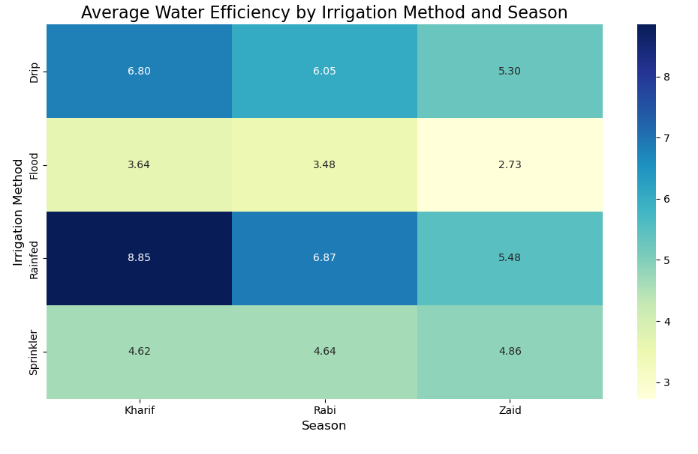 Average Water Efficiency by Irrigation Method and Season
Irrigation Method
Drip
6.80 6.05 5.30
Flood
3.64 3.48 2.73
Rainfed
8.85 6.87 5.48
Sprinkler
4.62 4.64 4.86
Kharif Rabi Zaid
Season
8
7
6
5
4
3